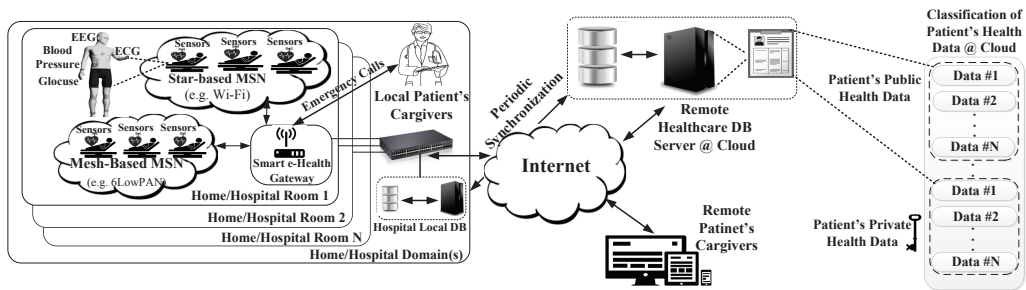 EEG
ECG
Blood
Pressure
Glocuse
Sensors
Sensors
Sensors
Star-based MSN
(e.g. Wi-Fi)
Sensors
Sensors
Sensors
Mesh-Based MSN
(e.g. 6LowPAN)
Emergency Calls
Smart e-Health
Gateway
Home/Hospital Room 1
Home/Hospital Room 2
Home/Hospital Room N
Home/Hospital Domain(s)
Local Patient's
Cargivers
Hospital Local DB
Periodic
Synchronization
Internet
Remote
Healthcare DB
Server @ Cloud
Remote
Patinet's
Cargivers
Patient's Public
Health Data
Patient's Private
Health Data
Classification of
Patient's Health
Data @ Cloud
Data #1
Data #2
Data #N
Data #1
Data #2
Data #N